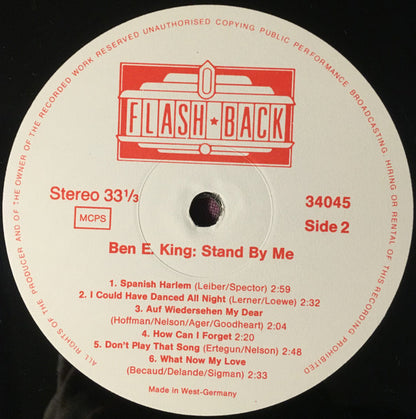 ALL RIGHTS OF THE PRODUCER AND OF THE OWNER OF THE RECORDED WORK RESERVED UNAUTHORISED COPYING PUBLIC PERFORMANCE BROADCASTING HIRING OR RENTAL OF THIS RECORDING PROHIBITED
FLASH ★ BACK
Stereo 33⅓
34045
MCPS
Side 2
Ben E. King: Stand By Me
1. Spanish Harlem (Leiber/Spector) 2:59
2. I Could Have Danced All Night (Lerner/Loewe) 2:32
3. Auf Wiedersehen My Dear
(Hoffman/Nelson/Ager/Goodheart) 2:04
4. How Can I Forget 2:20
5. Don't Play That Song (Ertegun/Nelson) 2:48
6. What Now My Love
(Becaud/Delande/Sigman) 2:33
Made in West-Germany